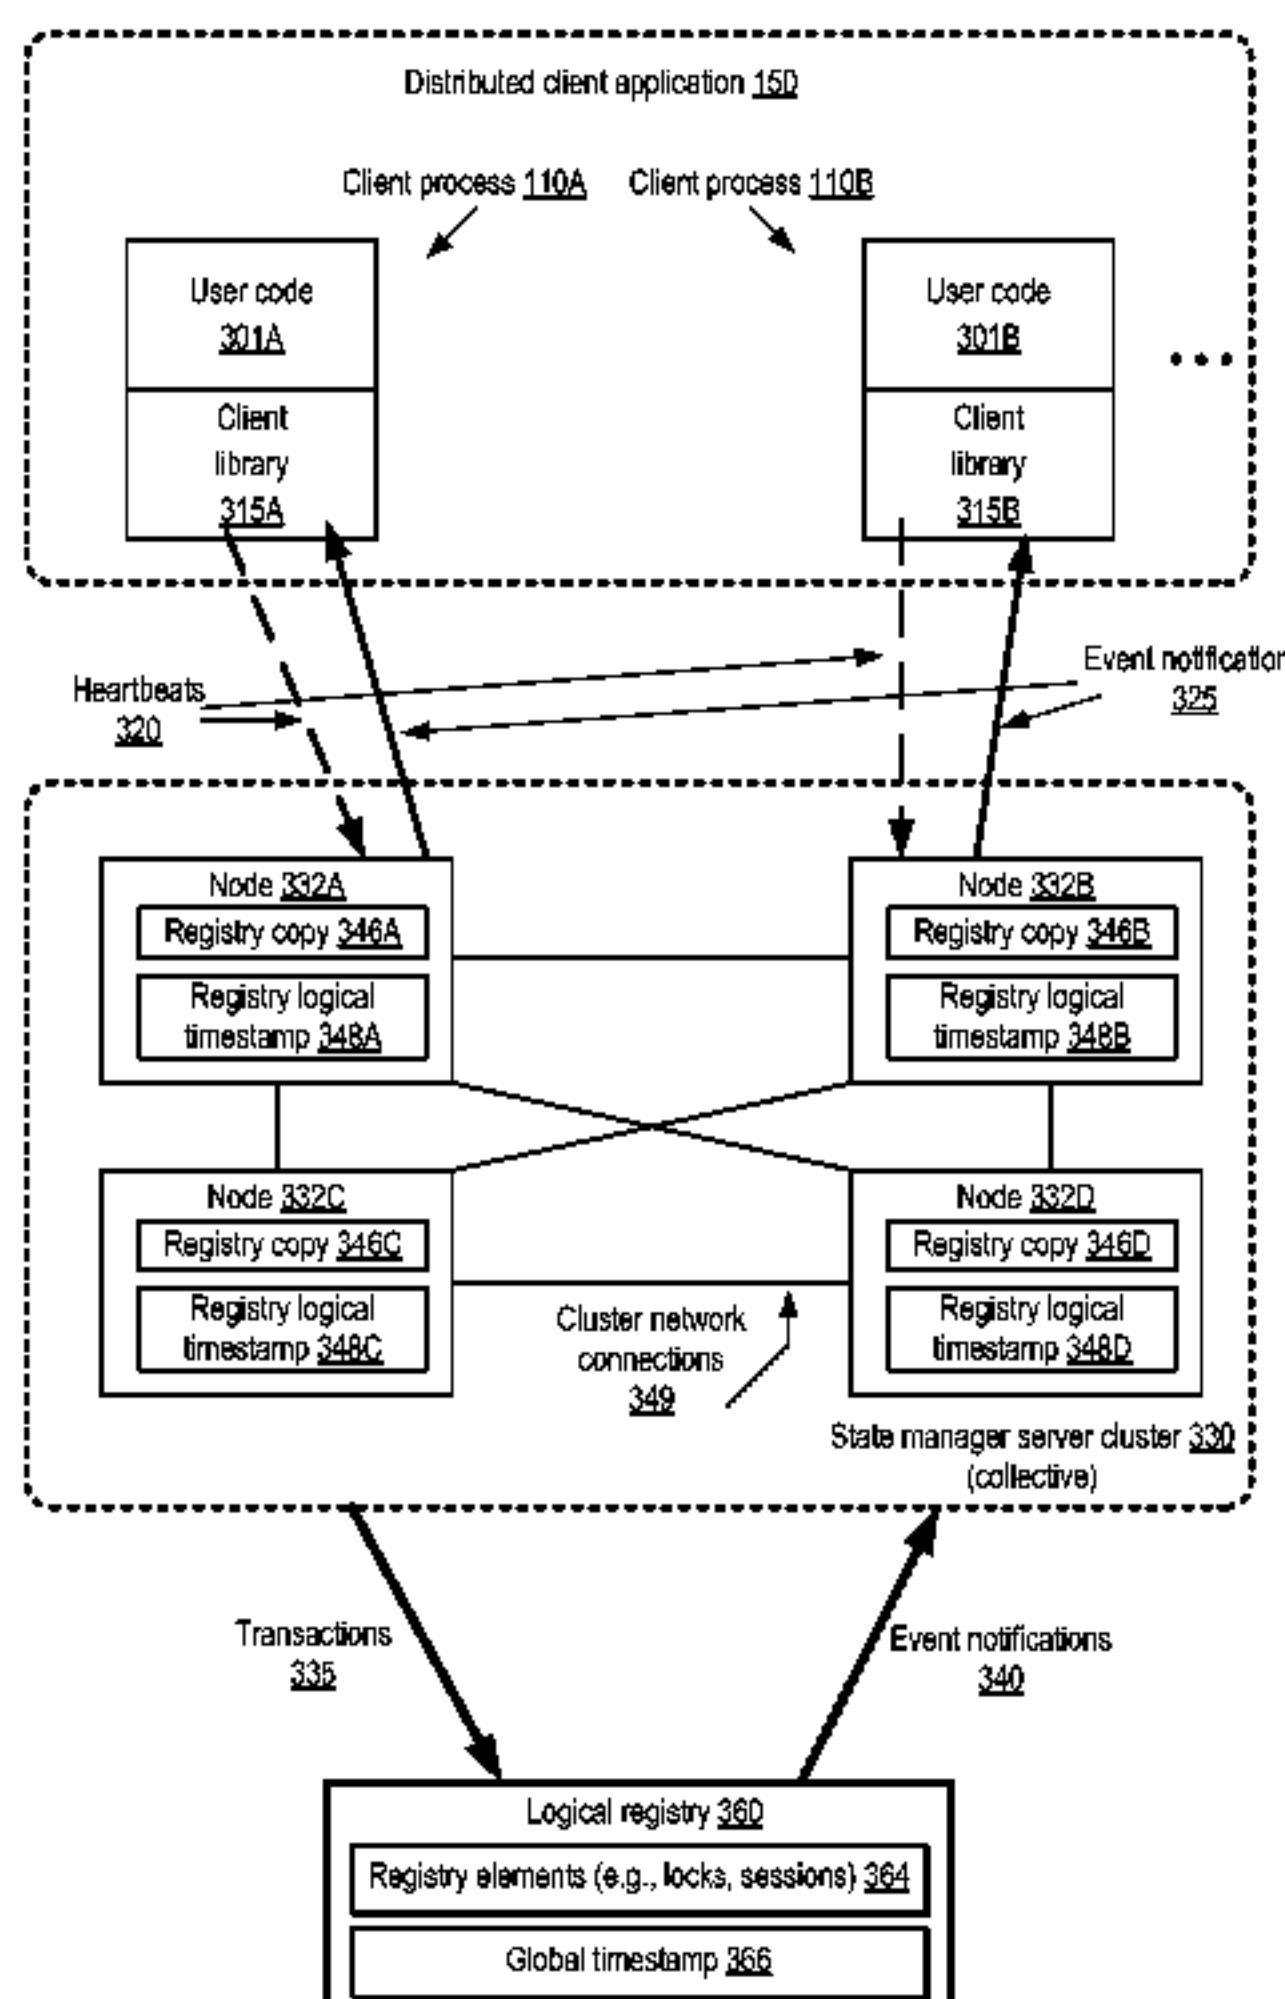 Distributed client application 150
Client process 110A
Client process 110B
User code
301A
Client
library
315A
User code
301B
Client
library
315B
Heartbeats
320
Event notification
325
Node 332A
Registry copy 346A
Registry logical
timestamp 348A
Node 332B
Registry copy 346B
Registry logical
timestamp 348B
Node 332C
Registry copy 346C
Registry logical
timestamp 348C
Node 332D
Registry copy 346D
Registry logical
timestamp 348D
Cluster network
connections
349
State manager server cluster 330
(collective)
Transactions
335
Event notifications
340
Logical registry 360
Registry elements (e.g., locks, sessions) 364
Global timestamp 366